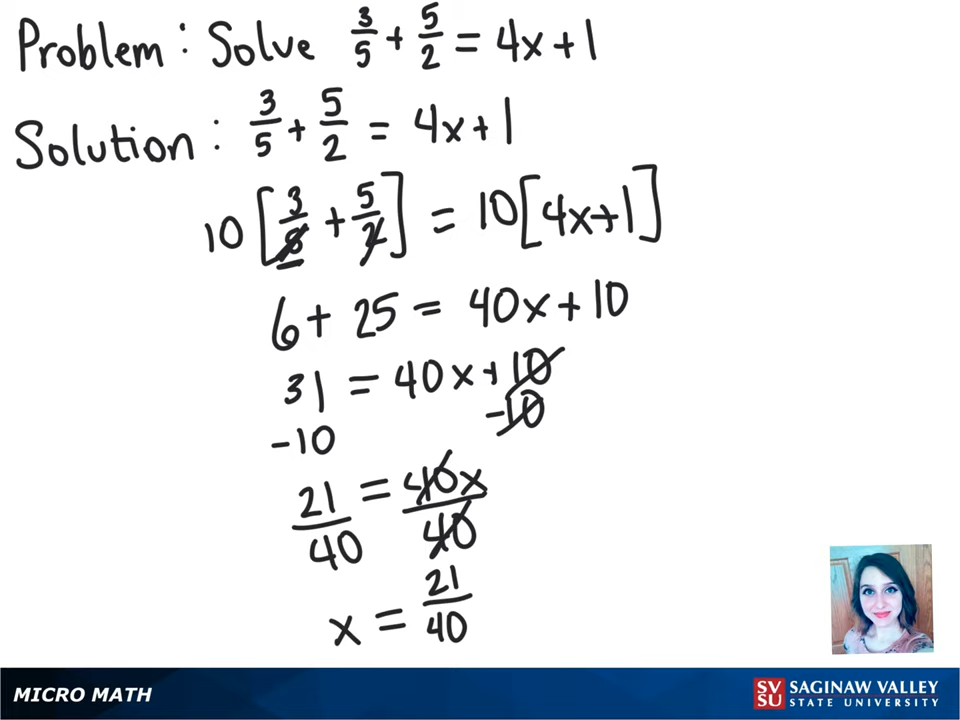 Problem: Solve 3/5 + 5/2 = 4x + 1
Solution: 3/5 + 5/2 = 4x + 1
10[3/5 + 5/2] = 10[4x + 1]
6 + 25 = 40x + 10
31 = 40x + 10
-10 -10
21/40 = 40x/40
x = 21/40
MICRO MATH
SVSU SAGINAW VALLEY
STATE UNIVERSITY